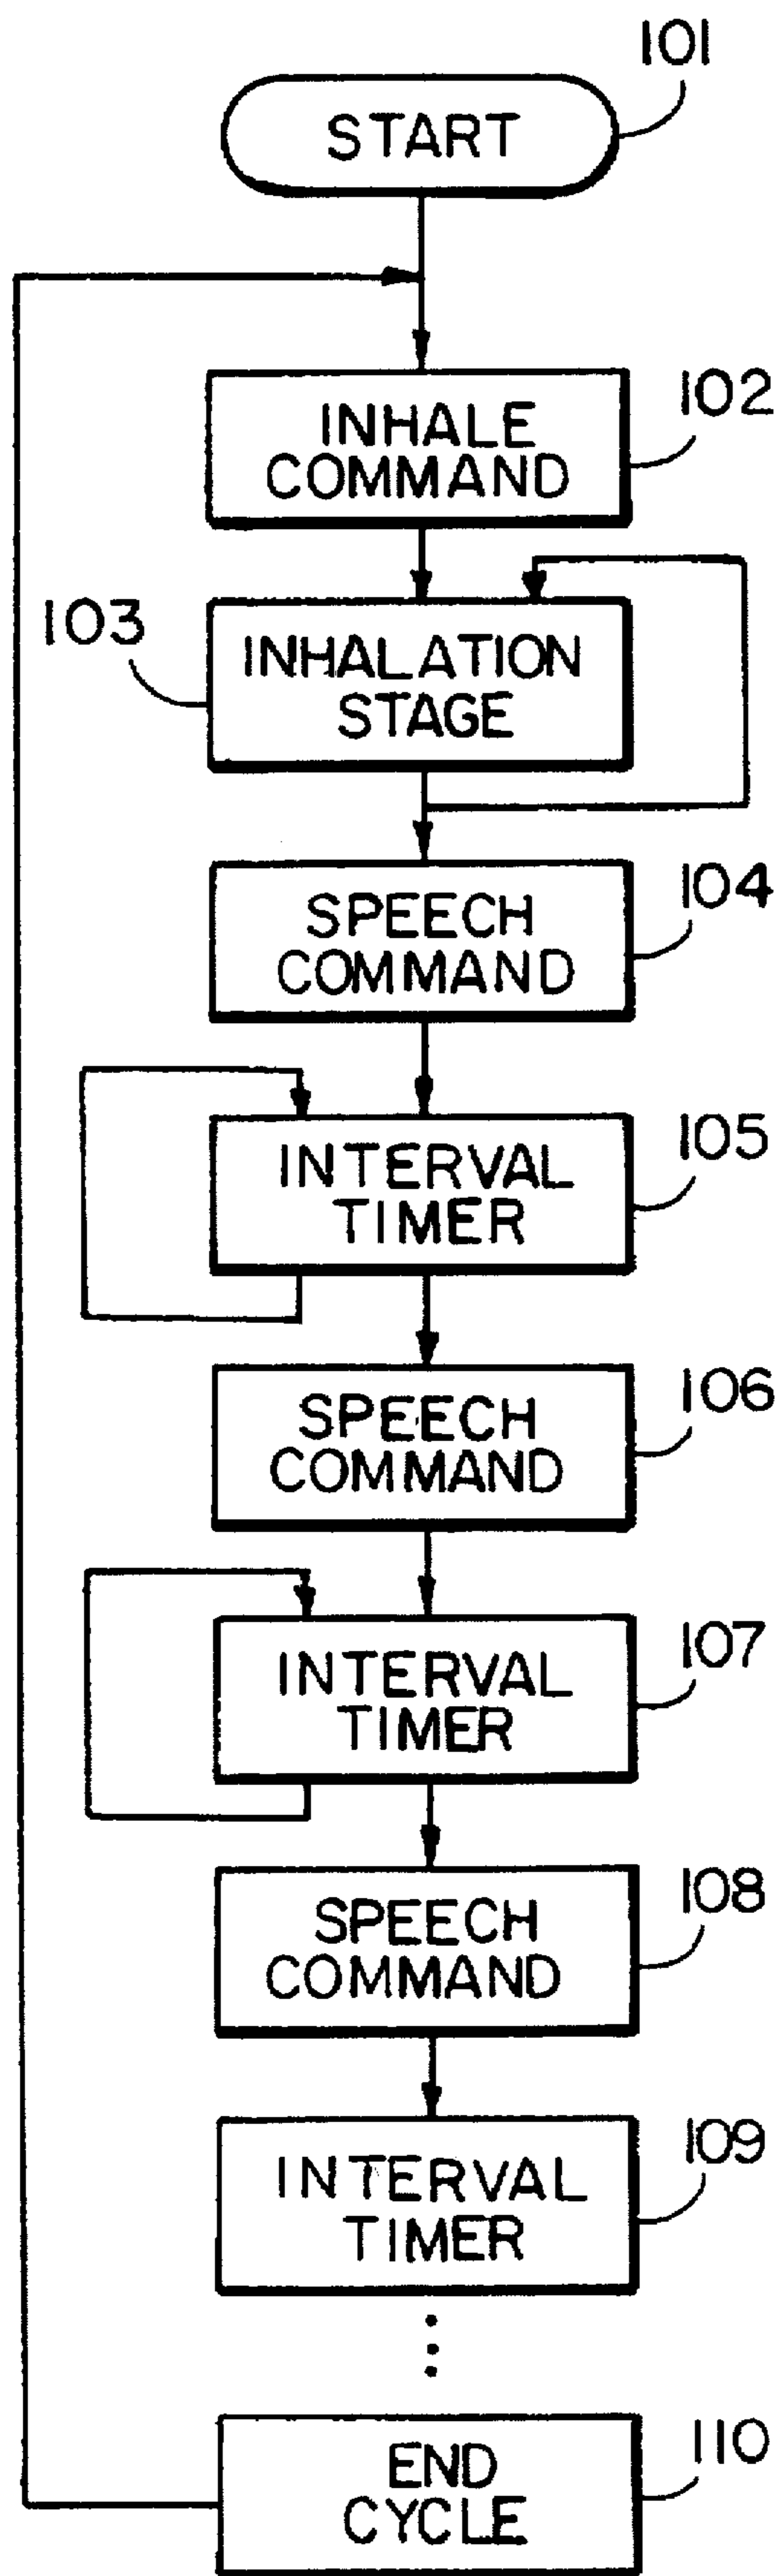 101
START
102
INHALE
COMMAND
103
INHALATION
STAGE
104
SPEECH
COMMAND
105
INTERVAL
TIMER
106
SPEECH
COMMAND
107
INTERVAL
TIMER
108
SPEECH
COMMAND
109
INTERVAL
TIMER
110
END
CYCLE